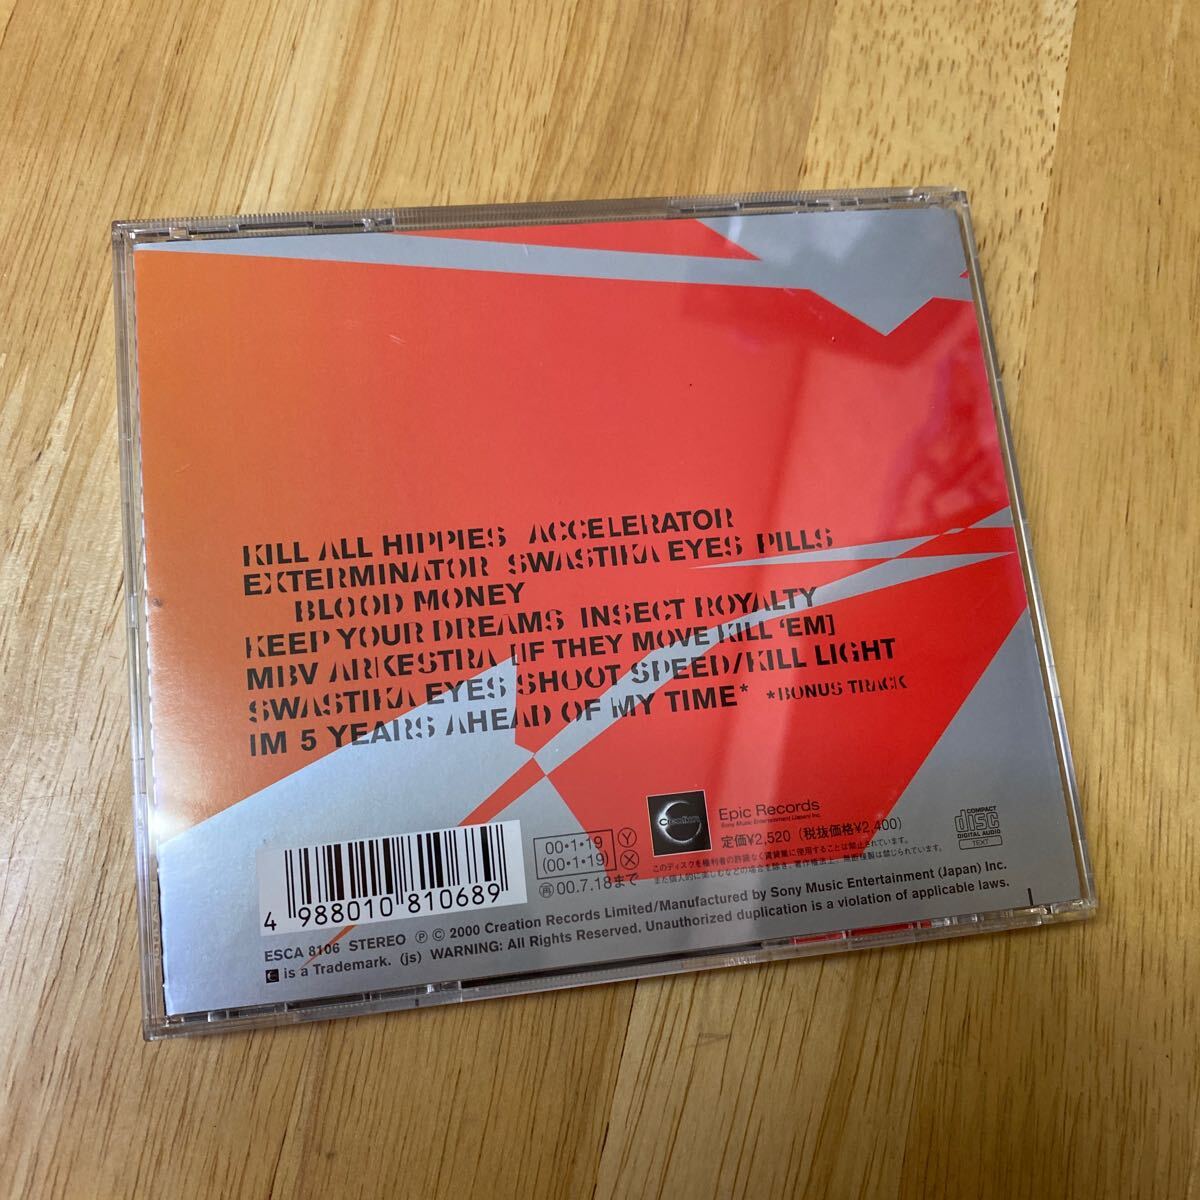 KILL ALL HIPPIES ACCELERATOR
EXTERMINATOR SWASTIKA EYES PILLS
BLOOD MONEY
KEEP YOUR DREAMS INSECT ROYALTY
MBV ARKESTRA [IF THEY MOVE KILL 'EM]
SWASTIKA EYES SHOOT SPEED/KILL LIGHT
IM 5 YEARS AHEAD OF MY TIME* *BONUS TRACK
Creation
Epic Records
Sony Music Entertainment (Japan) Inc.
定価¥2,520(税抜価格¥2,400)
このディスクを権利者の許諾なく賃貸業に使用することは禁止されています。
また個人的に楽しむなどの場合を除き、著作権法上、無断複製は禁じられています。
COMPACT
disc
DIGITAL AUDIO
TEXT
00・1・19 Y
(00・1・19) X
再00.7.18まで
4 988010 810689
ESCA 8106 STEREO Ⓟ © 2000 Creation Records Limited/Manufactured by Sony Music Entertainment (Japan) Inc.
is a Trademark. (js) WARNING: All Rights Reserved. Unauthorized duplication is a violation of applicable laws.